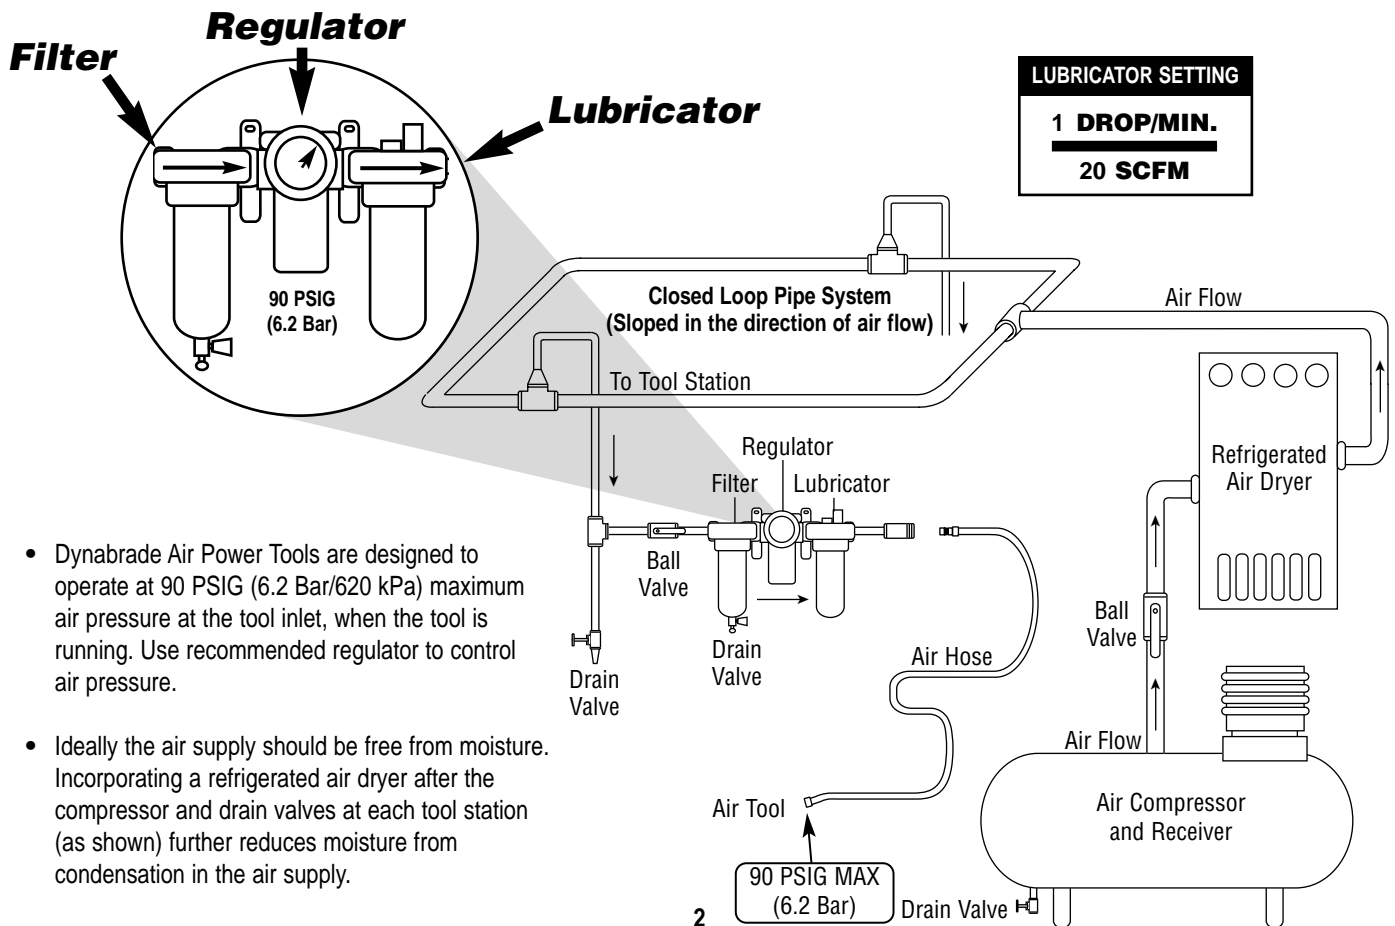 Regulator
Filter
Lubricator
90 PSIG
(6.2 Bar)
LUBRICATOR SETTING
1 DROP/MIN.
20 SCFM
Closed Loop Pipe System
(Sloped in the direction of air flow)
Air Flow
To Tool Station
Refrigerated
Air Dryer
Regulator
Filter
Lubricator
Ball
Valve
Drain
Valve
Drain
Valve
Air Hose
Ball
Valve
Air Flow
Air Compressor
and Receiver
Air Tool
90 PSIG MAX
(6.2 Bar)
Drain Valve
• Dynabrade Air Power Tools are designed to
operate at 90 PSIG (6.2 Bar/620 kPa) maximum
air pressure at the tool inlet, when the tool is
running. Use recommended regulator to control
air pressure.
• Ideally the air supply should be free from moisture.
Incorporating a refrigerated air dryer after the
compressor and drain valves at each tool station
(as shown) further reduces moisture from
condensation in the air supply.
2